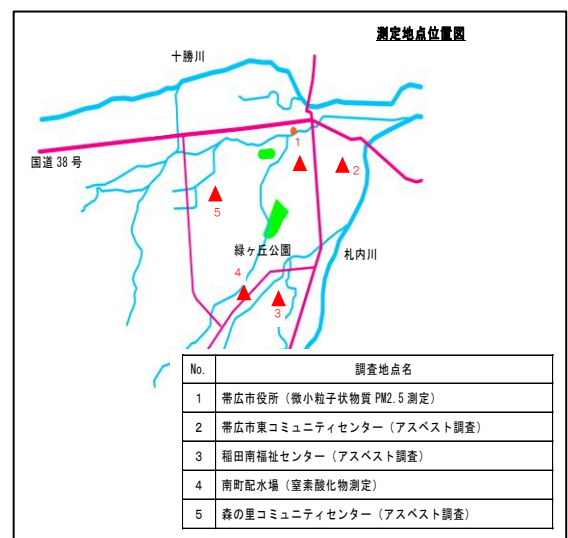 測定地点位置図
十勝川
国道 38 号
1
2
5
緑ヶ丘公園
札内川
4
3
No. 調査地点名
1 帯広市役所（微小粒子状物質 PM2.5 測定）
2 帯広市東コミュニティセンター（アスベスト調査）
3 稲田南福祉センター（アスベスト調査）
4 南町配水場（窒素酸化物測定）
5 森の里コミュニティセンター（アスベスト調査）